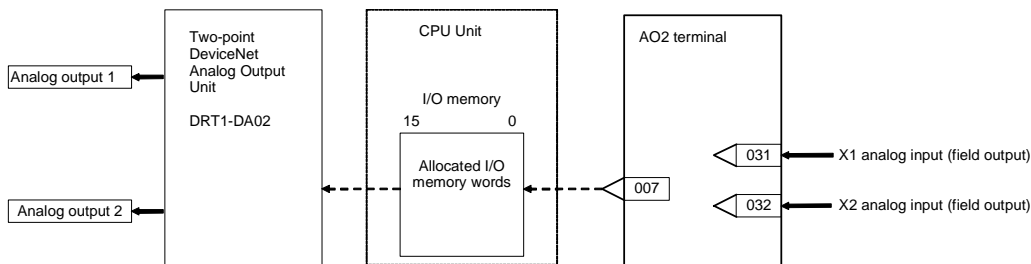 Two-point
DeviceNet
Analog Output
Unit
DRT1-DA02
Analog output 1
Analog output 2
CPU Unit
I/O memory
15 0
Allocated I/O
memory words
AO2 terminal
007
031
X1 analog input (field output)
032
X2 analog input (field output)